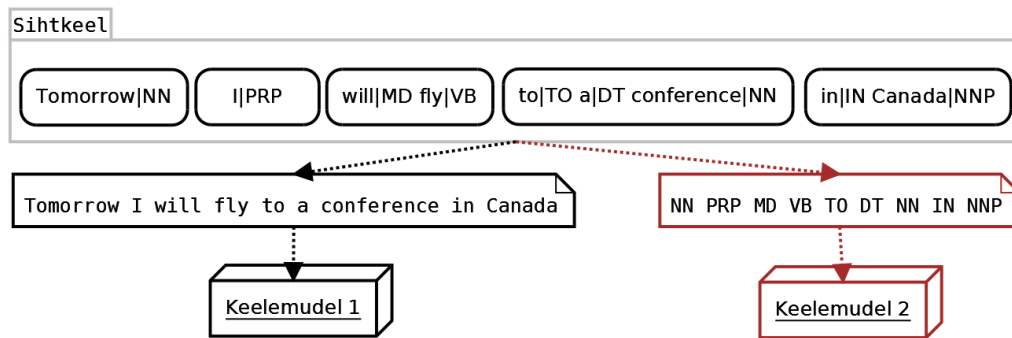 Sihtkeel
Tomorrow|NN I|PRP will|MD fly|VB to|TO a|DT conference|NN in|IN Canada|NNP
Tomorrow I will fly to a conference in Canada
NN PRP MD VB TO DT NN IN NNP
Keelemudel 1
Keelemudel 2